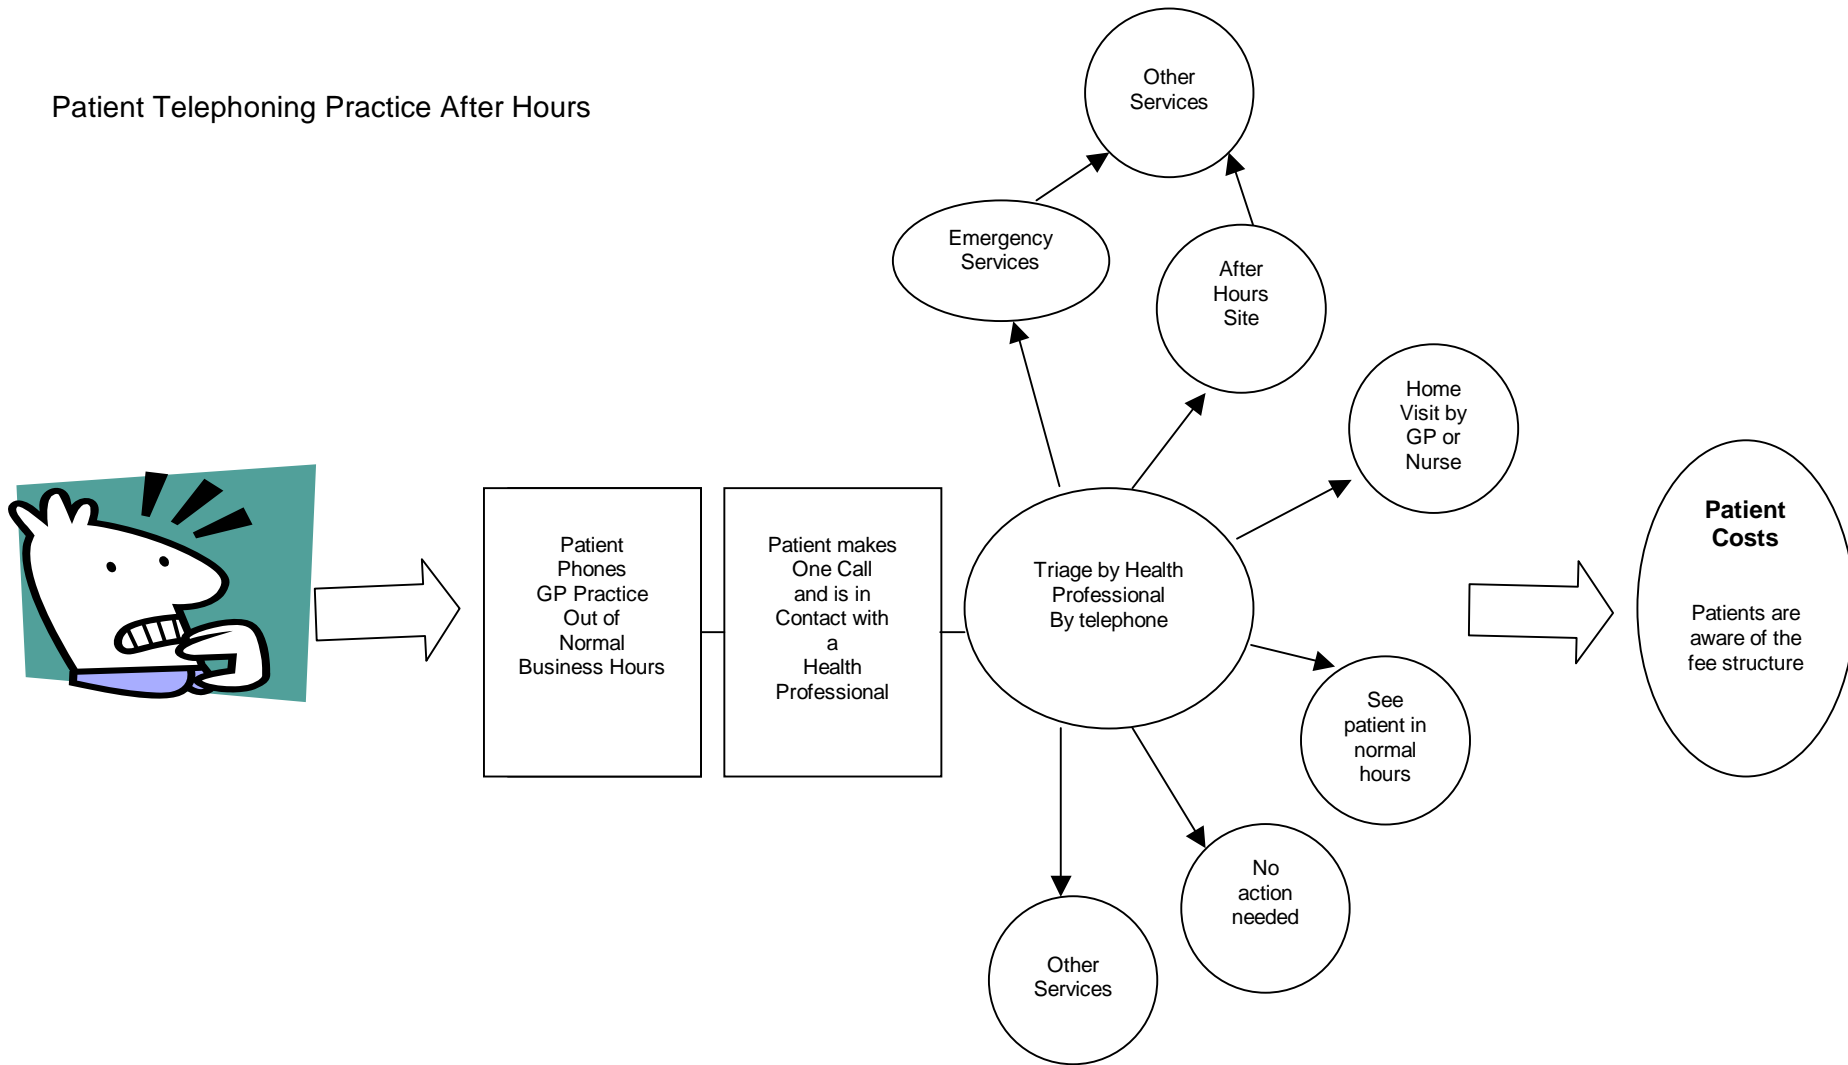 Patient Telephoning Practice After Hours
Other
Services
Emergency
Services
After
Hours
Site
Home
Visit by
GP or
Nurse
Patient
Phones
GP Practice
Out of
Normal
Business Hours
Patient makes
One Call
and is in
Contact with
a
Health
Professional
Triage by Health
Professional
By telephone
See
patient in
normal
hours
No
action
needed
Other
Services
Patient
Costs
Patients are
aware of the
fee structure